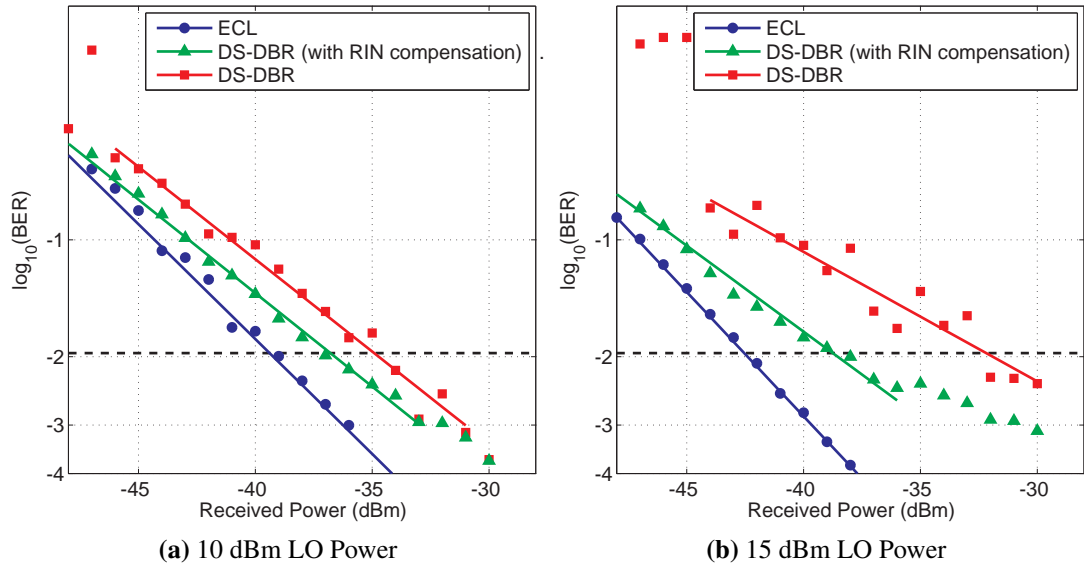 ECL
DS-DBR (with RIN compensation)
DS-DBR
log10(BER)
-1
-2
-3
-4
-45
-40
-35
-30
Received Power (dBm)
(a) 10 dBm LO Power
ECL
DS-DBR (with RIN compensation)
DS-DBR
log10(BER)
-1
-2
-3
-4
-45
-40
-35
-30
Received Power (dBm)
(b) 15 dBm LO Power